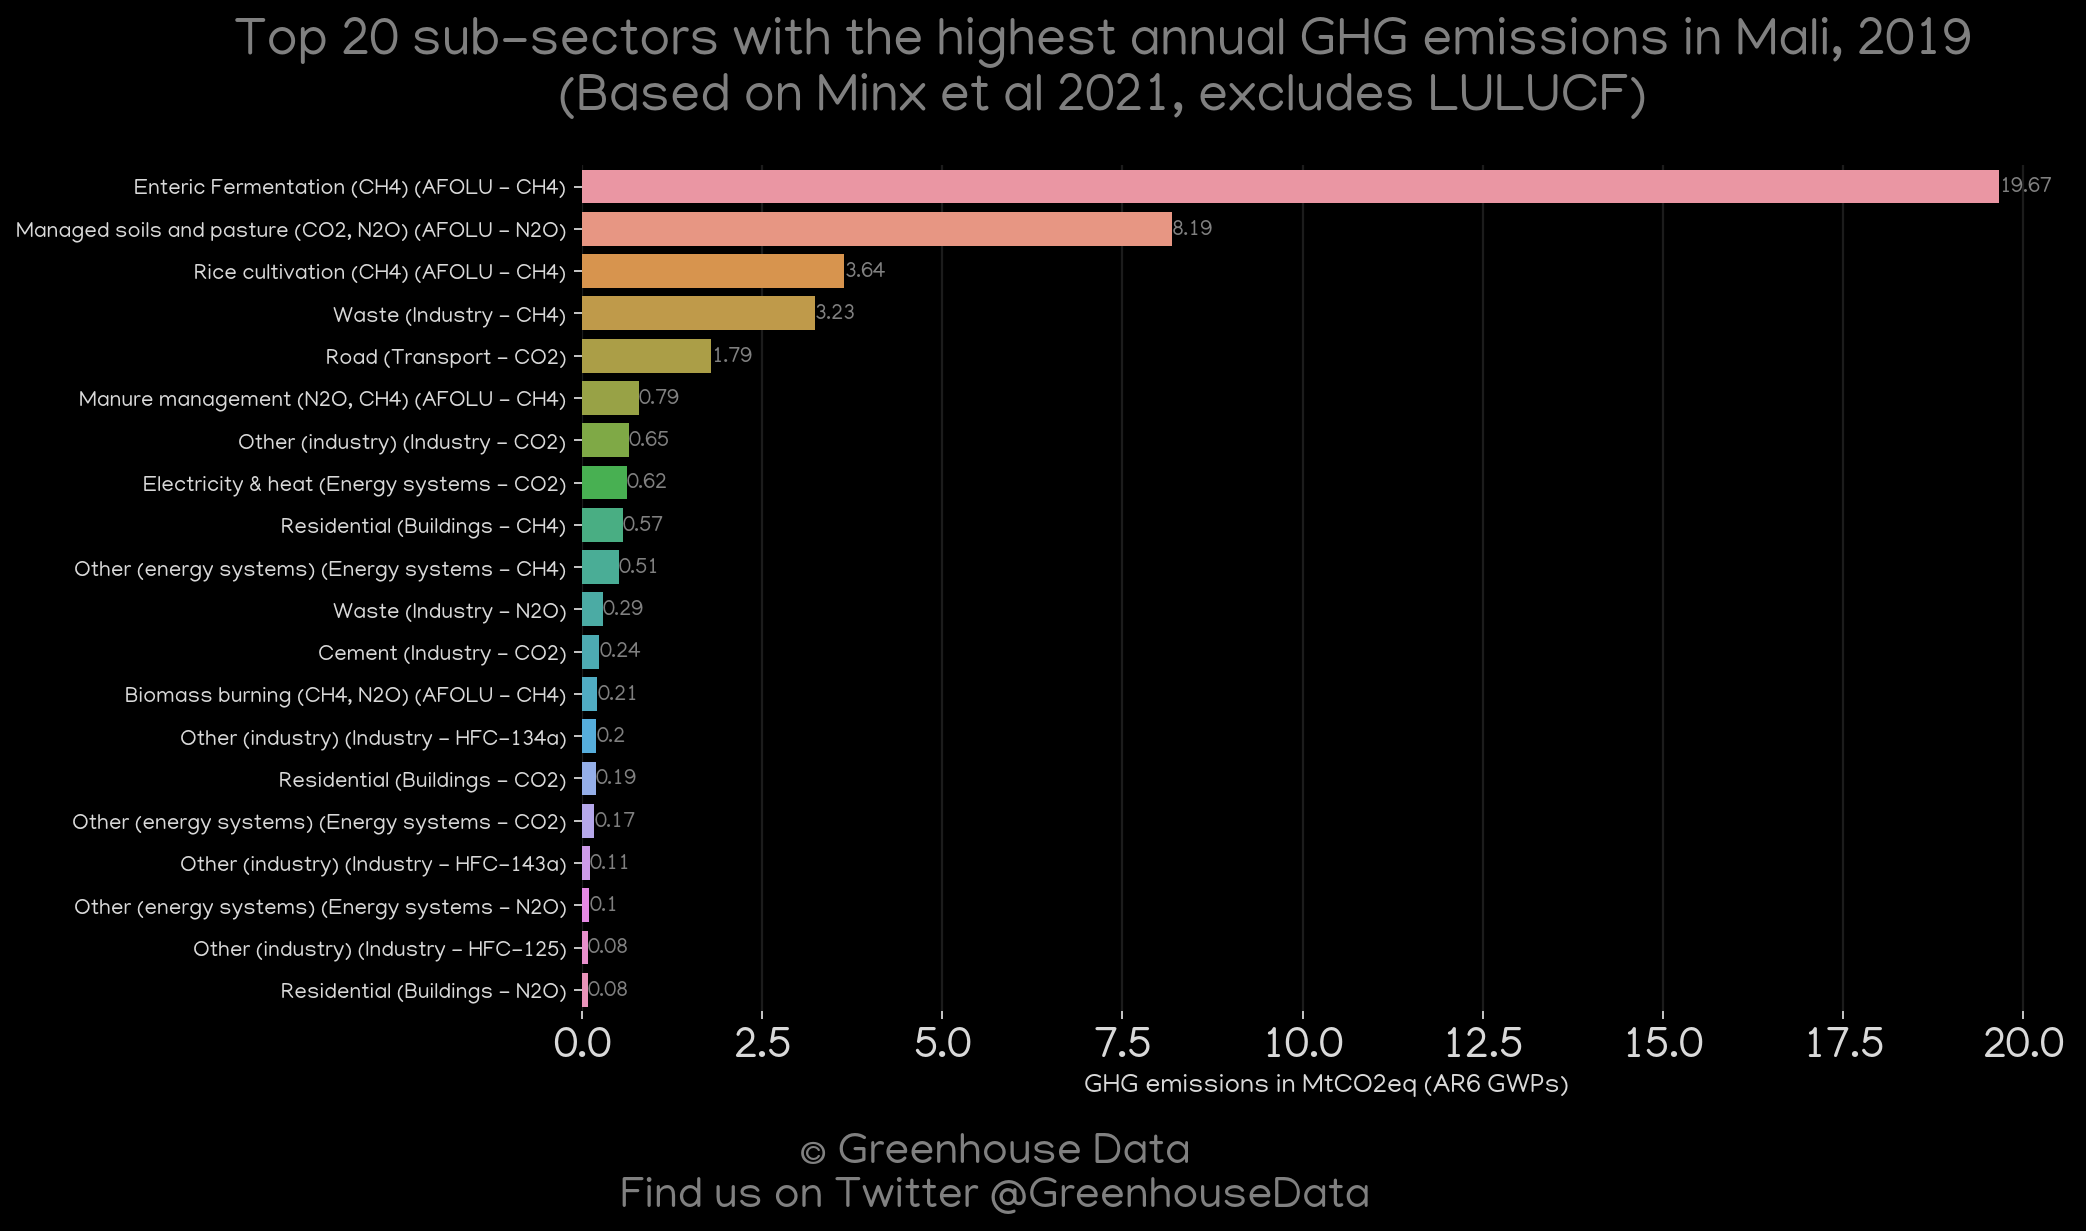 Top 20 sub-sectors with the highest annual GHG emissions in Mali, 2019
(Based on Minx et al 2021, excludes LULUCF)
Enteric Fermentation (CH4) (AFOLU - CH4) 19.67
Managed soils and pasture (CO2, N2O) (AFOLU - N2O) 8.19
Rice cultivation (CH4) (AFOLU - CH4) 3.64
Waste (Industry - CH4) 3.23
Road (Transport - CO2) 1.79
Manure management (N2O, CH4) (AFOLU - CH4) 0.79
Other (industry) (Industry - CO2) 0.65
Electricity & heat (Energy systems - CO2) 0.62
Residential (Buildings - CH4) 0.57
Other (energy systems) (Energy systems - CH4) 0.51
Waste (Industry - N2O) 0.29
Cement (Industry - CO2) 0.24
Biomass burning (CH4, N2O) (AFOLU - CH4) 0.21
Other (industry) (Industry - HFC-134a) 0.2
Residential (Buildings - CO2) 0.19
Other (energy systems) (Energy systems - CO2) 0.17
Other (industry) (Industry - HFC-143a) 0.11
Other (energy systems) (Energy systems - N2O) 0.1
Other (industry) (Industry - HFC-125) 0.08
Residential (Buildings - N2O) 0.08
0.0 2.5 5.0 7.5 10.0 12.5 15.0 17.5 20.0
GHG emissions in MtCO2eq (AR6 GWPs)
© Greenhouse Data
Find us on Twitter @GreenhouseData